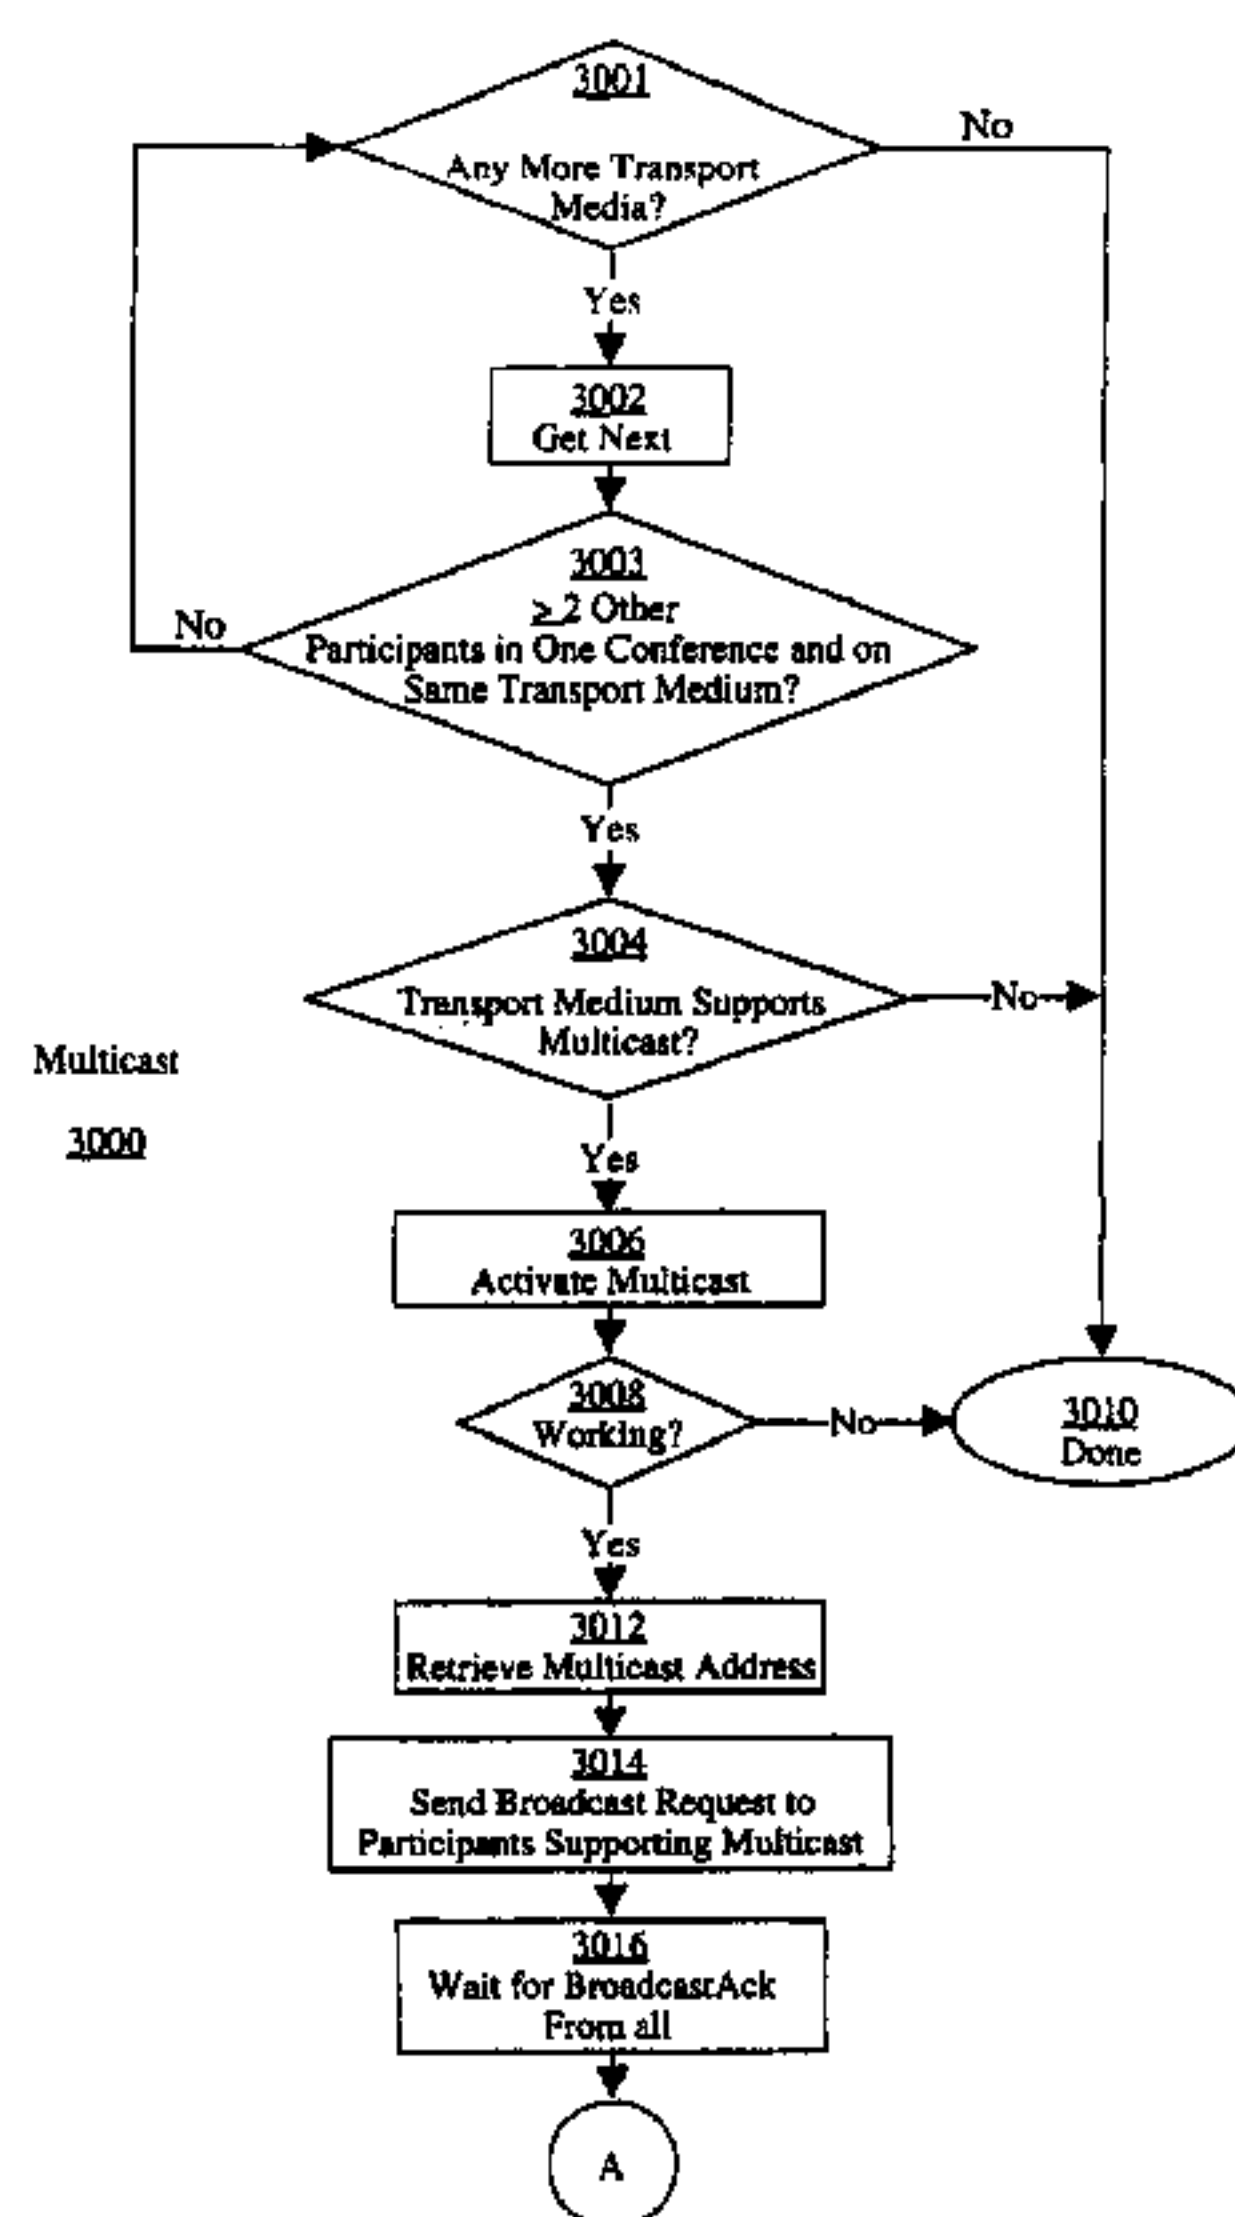 3001
No
Any More Transport
Media?
Yes
3002
Get Next
3003
≥ 2 Other
No
Participants in One Conference and on
Same Transport Medium?
Yes
3004
Transport Medium Supports
Multicast?
No
Multicast
3000
Yes
3006
Activate Multicast
3008
Working?
No
3010
Done
Yes
3012
Retrieve Multicast Address
3014
Send Broadcast Request to
Participants Supporting Multicast
3016
Wait for BroadcastAck
From all
A